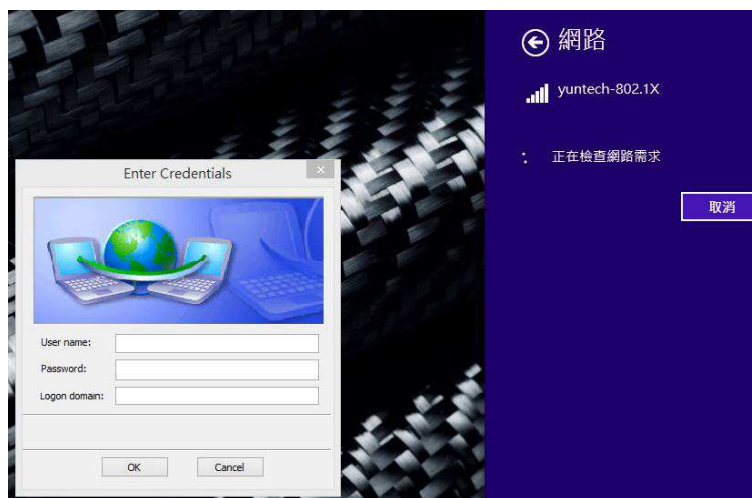 網路
yuntech-802.1X
正在檢查網路需求
取消
Enter Credentials
User name:
Password:
Logon domain:
OK
Cancel